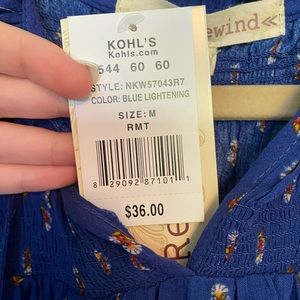 KOHL'S
Kohls.com
544 60 60
STYLE: NKW57043R7
COLOR: BLUE LIGHTENING
SIZE: M
RMT
8 29092 87101 1
$36.00
ewind«
Re